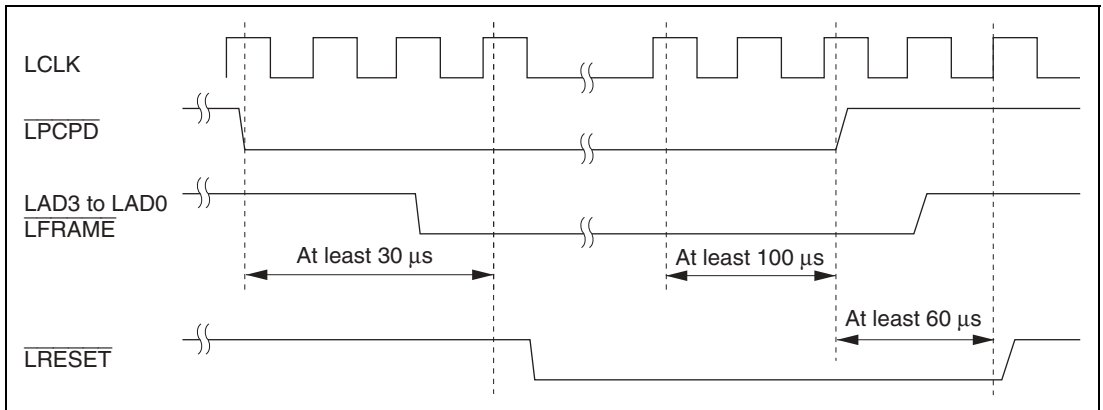 LCLK
LPCPD
LAD3 to LAD0
LFRAME
At least 30 μs
At least 100 μs
At least 60 μs
LRESET